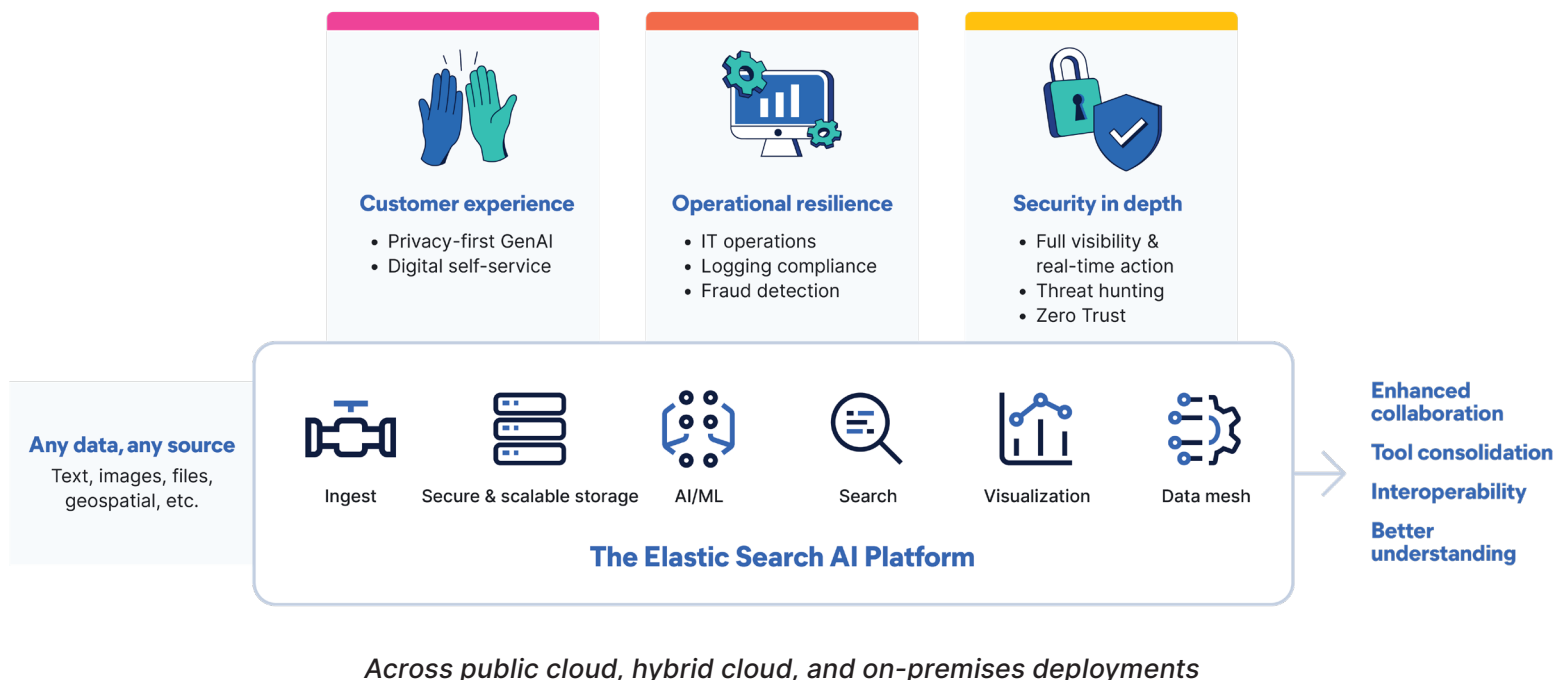 Customer experience
• Privacy-first GenAI
• Digital self-service
Operational resilience
• IT operations
• Logging compliance
• Fraud detection
Security in depth
• Full visibility &
real-time action
• Threat hunting
• Zero Trust
Any data, any source
Text, images, files,
geospatial, etc.
Ingest
Secure & scalable storage
AI/ML
Search
Visualization
Data mesh
The Elastic Search AI Platform
Enhanced
collaboration
Tool consolidation
Interoperability
Better
understanding
Across public cloud, hybrid cloud, and on-premises deployments